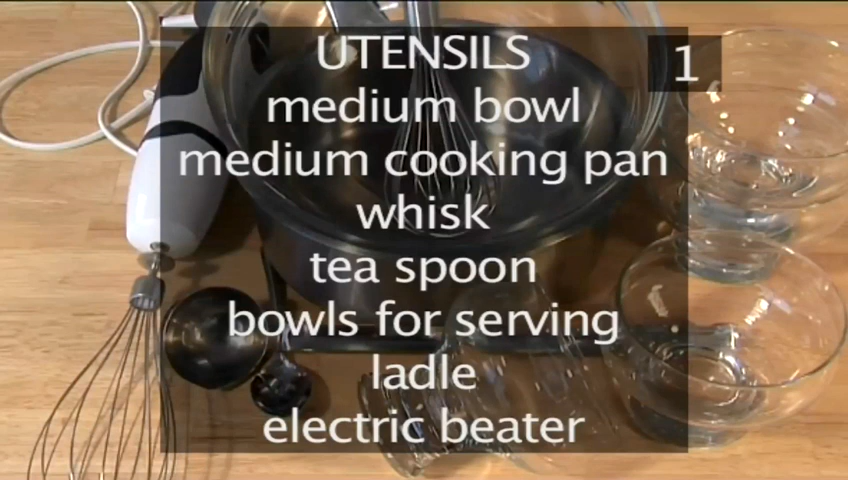 UTENSILS
1
medium bowl
medium cooking pan
whisk
tea spoon
bowls for serving
ladle
electric beater